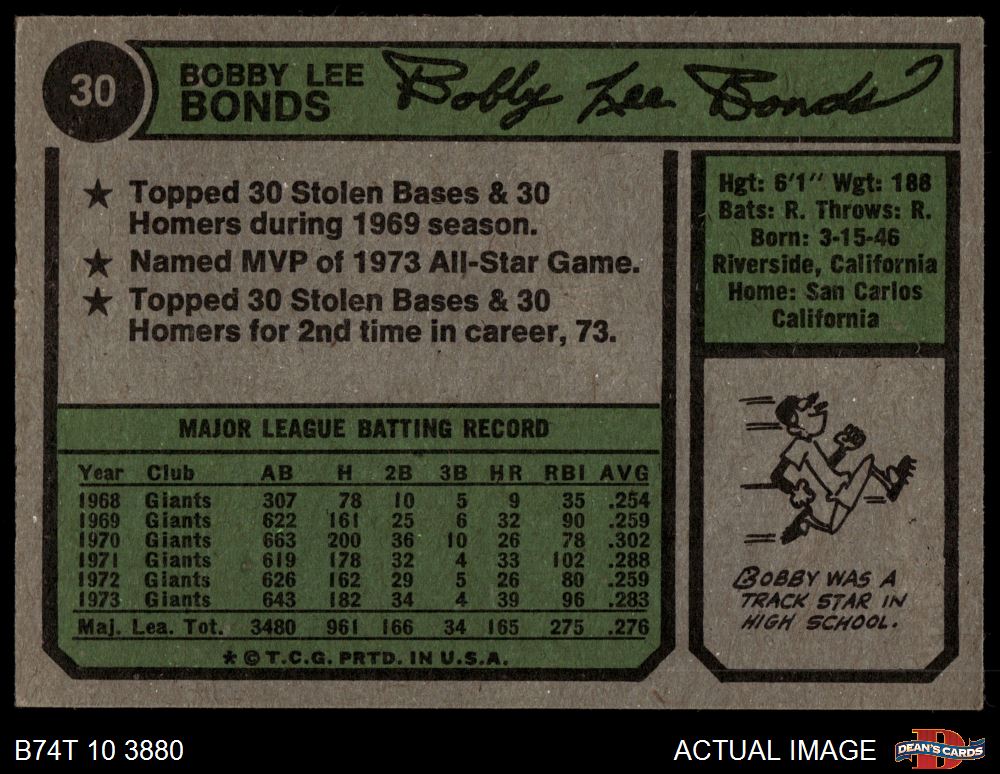 30
BOBBY LEE
BONDS
Bobby Lee Bonds
★ Topped 30 Stolen Bases & 30
Homers during 1969 season.
★ Named MVP of 1973 All-Star Game.
★ Topped 30 Stolen Bases & 30
Homers for 2nd time in career, 73.
Hgt: 6'1" Wgt: 188
Bats: R. Throws: R.
Born: 3-15-46
Riverside, California
Home: San Carlos
California
MAJOR LEAGUE BATTING RECORD
Year Club AB H 2B 3B HR RBI AVG
1968 Giants 307 78 10 5 9 35 .254
1969 Giants 622 161 25 6 32 90 .259
1970 Giants 663 200 36 10 26 78 .302
1971 Giants 619 178 32 4 33 102 .288
1972 Giants 626 162 29 5 26 80 .259
1973 Giants 643 182 34 4 39 96 .283
Maj. Lea. Tot. 3480 961 166 34 165 275 .276
* © T.C.G. PRTD. IN U.S.A.
BOBBY WAS A
TRACK STAR IN
HIGH SCHOOL.
B74T 10 3880
ACTUAL IMAGE
DEAN'S CARDS